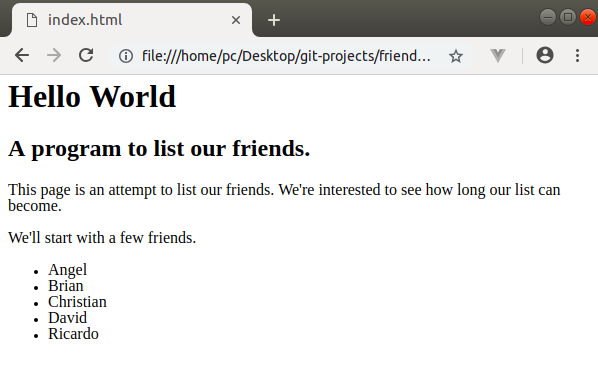 index.html
file:///home/pc/Desktop/git-projects/friend…
Hello World
A program to list our friends.
This page is an attempt to list our friends. We're interested to see how long our list can
become.
We'll start with a few friends.
Angel
Brian
Christian
David
Ricardo